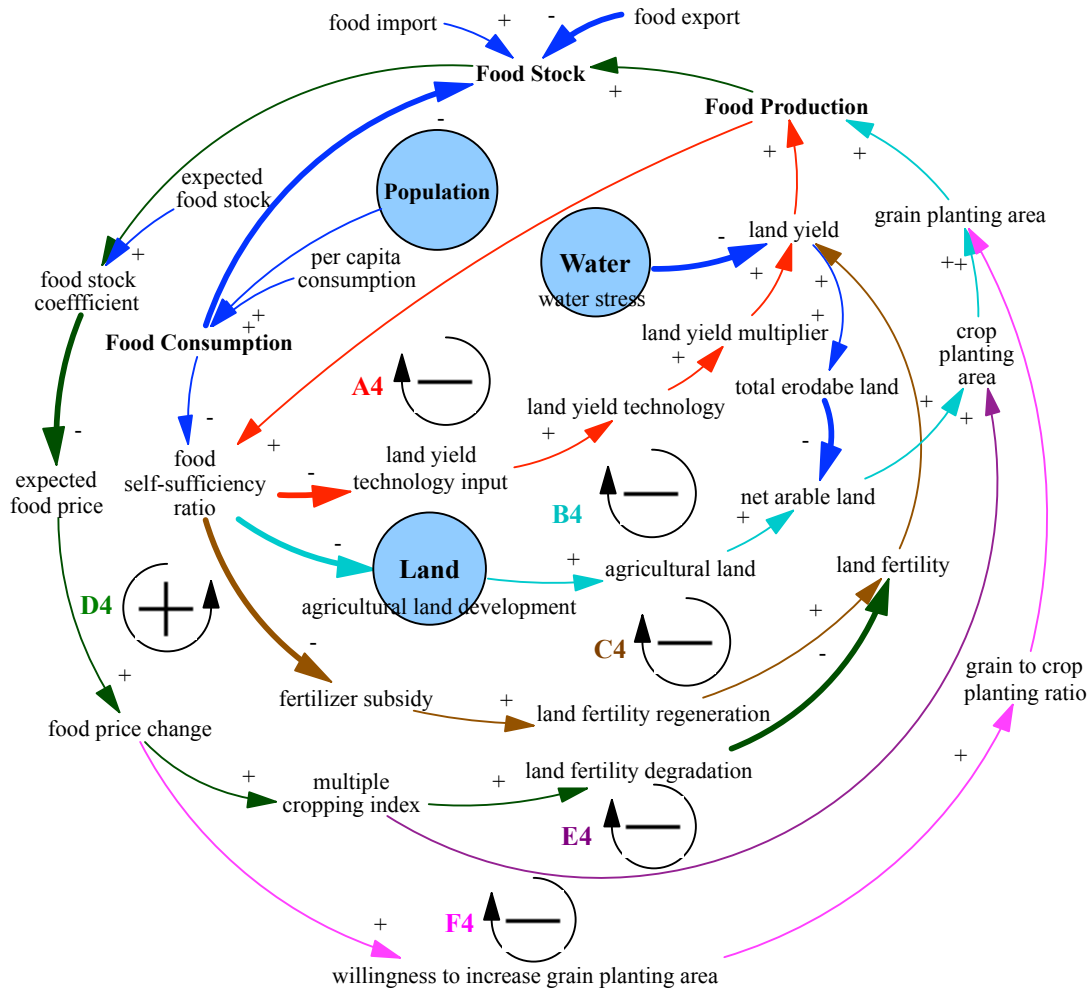 food import
+
-
food export
Food Stock
+
Food Production
-
Population
+
+
expected
food stock
grain planting area
-
land yield
+
per capita
consumption
Water
water stress
+
+
++
food stock
coeffficient
+
+
Food Consumption
land yield multiplier
crop
planting
area
+
A4
total erodabe land
land yield technology
+
+
-
-
+
+
-
food
self-sufficiency
ratio
land yield
technology input
-
expected
food price
net arable land
B4
+
-
Land
+
agricultural land
land fertility
agricultural land development
D4
+
-
C4
-
+
fertilizer subsidy
+
land fertility regeneration
grain to crop
planting ratio
food price change
+
+
+
land fertility degradation
multiple
cropping index
E4
F4
+
willingness to increase grain planting area